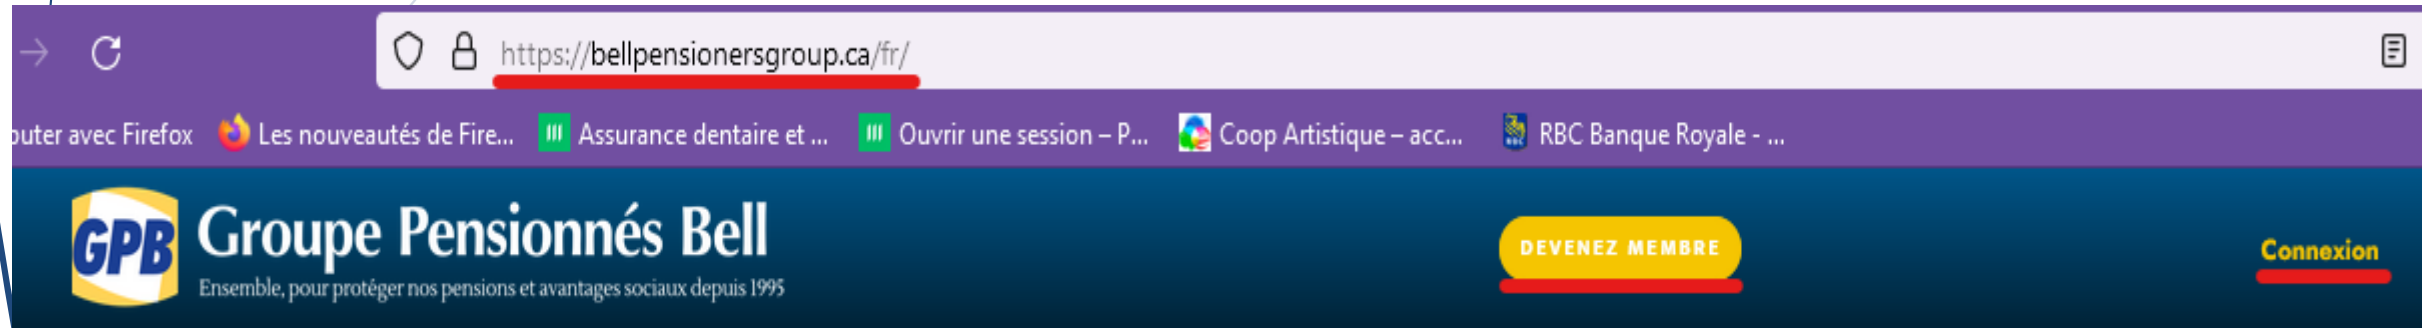 https://bellpensionersgroup.ca/fr/
outer avec Firefox Les nouveautés de Fire... Assurance dentaire et ... Ouvrir une session – P... Coop Artistique – acc... RBC Banque Royale - ...
GPB Groupe Pensionnés Bell
Ensemble, pour protéger nos pensions et avantages sociaux depuis 1995
DEVENEZ MEMBRE
Connexion